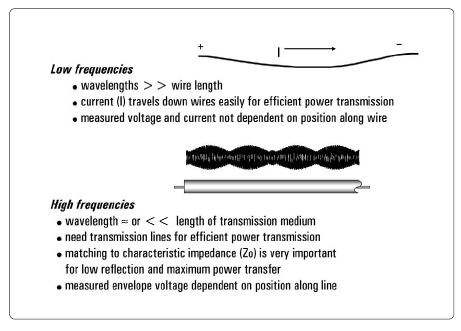 + I −
Low frequencies
• wavelengths > > wire length
• current (I) travels down wires easily for efficient power transmission
• measured voltage and current not dependent on position along wire
High frequencies
• wavelength ≈ or < < length of transmission medium
• need transmission lines for efficient power transmission
• matching to characteristic impedance (Zo) is very important
for low reflection and maximum power transfer
• measured envelope voltage dependent on position along line